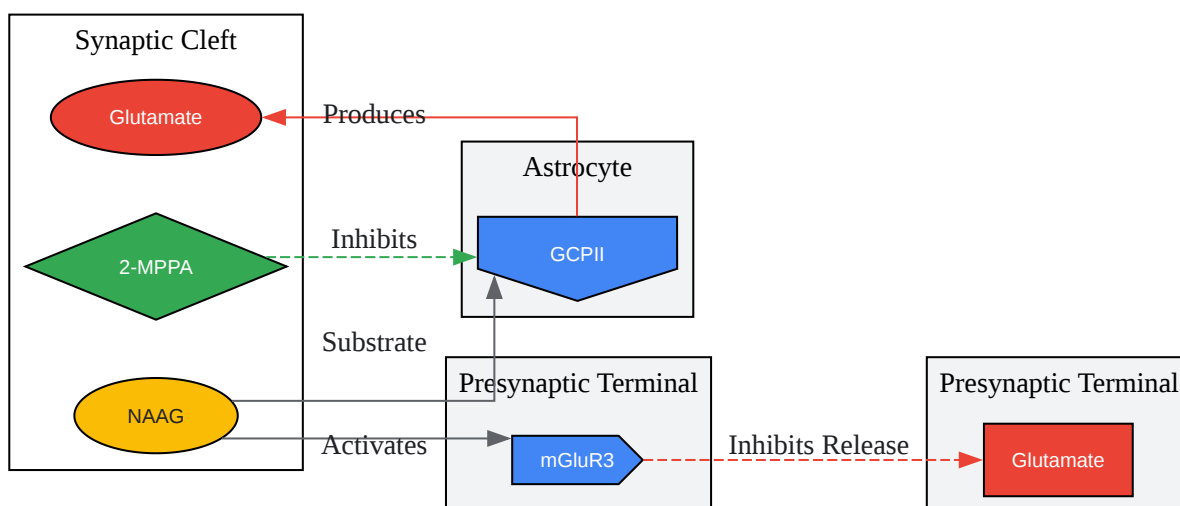 Synaptic Cleft
Glutamate
Produces
Astrocyte
2-MPPA
Inhibits
GCPII
Substrate
NAAG
Activates
Presynaptic Terminal
mGluR3
Inhibits Release
Presynaptic Terminal
Glutamate